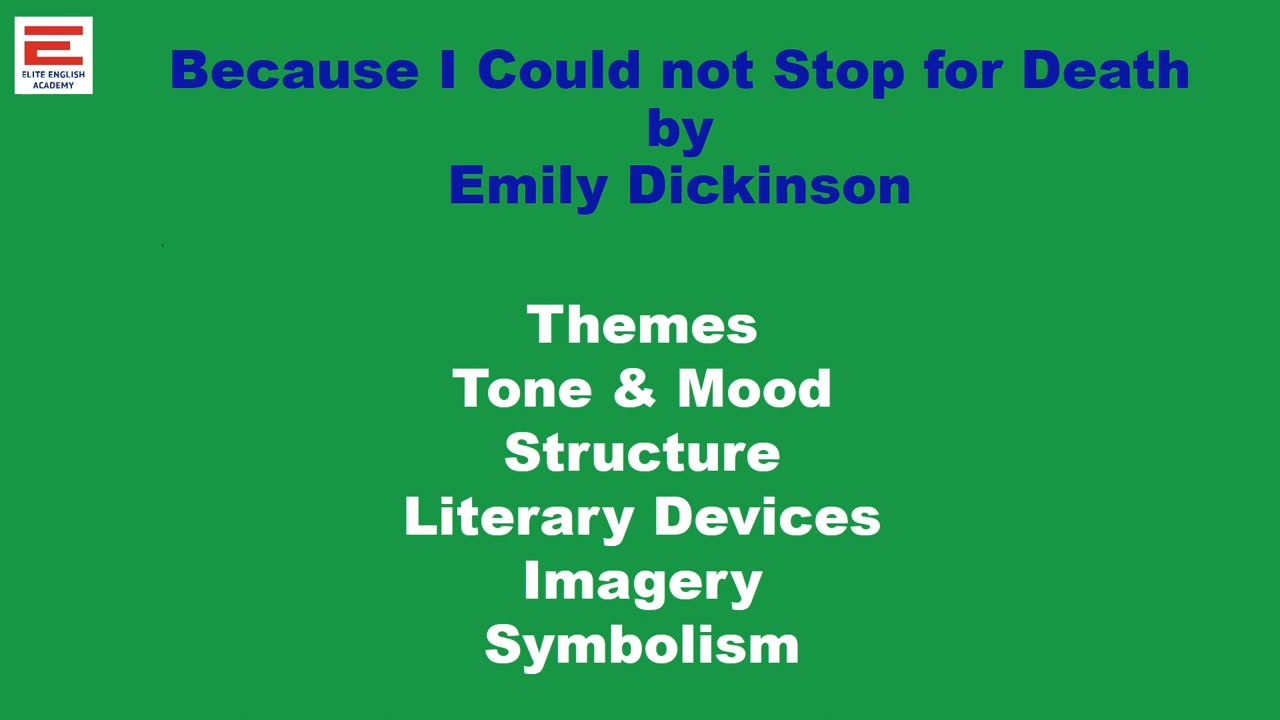 ELITE ENGLISH
ACADEMY
Because I Could not Stop for Death
by
Emily Dickinson
Themes
Tone & Mood
Structure
Literary Devices
Imagery
Symbolism